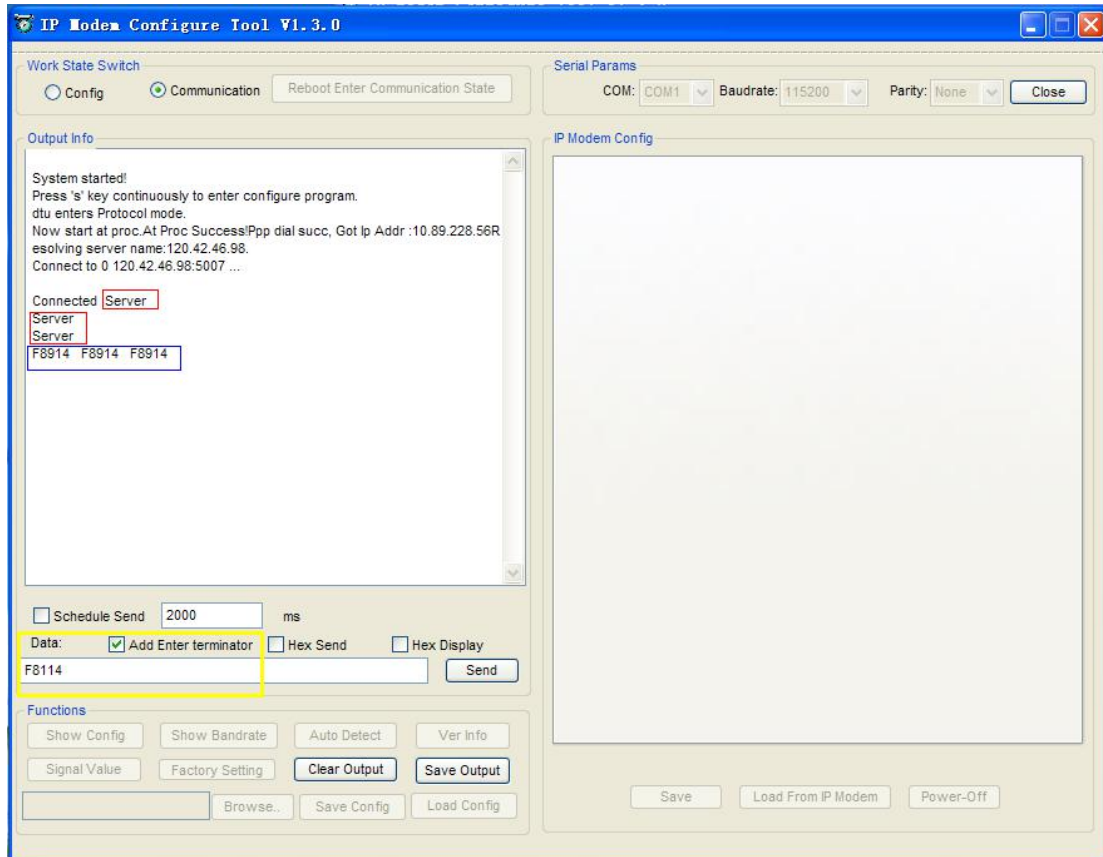 IP Modem Configure Tool V1.3.0
Work State Switch
Config Communication Reboot Enter Communication State
Serial Params
COM: COM1 Baudrate: 115200 Parity: None Close
Output Info
System started!
Press 's' key continuously to enter configure program.
dtu enters Protocol mode.
Now start at proc.At Proc Success!Ppp dial succ, Got Ip Addr :10.89.228.56R
esolving server name:120.42.46.98.
Connect to 0 120.42.46.98:5007 ...
Connected Server
Server
Server
F8914 F8914 F8914
Schedule Send 2000 ms
Data: Add Enter terminator Hex Send Hex Display
F8114 Send
Functions
Show Config Show Bandrate Auto Detect Ver Info
Signal Value Factory Setting Clear Output Save Output
Browse.. Save Config Load Config
IP Modem Config
Save Load From IP Modem Power-Off